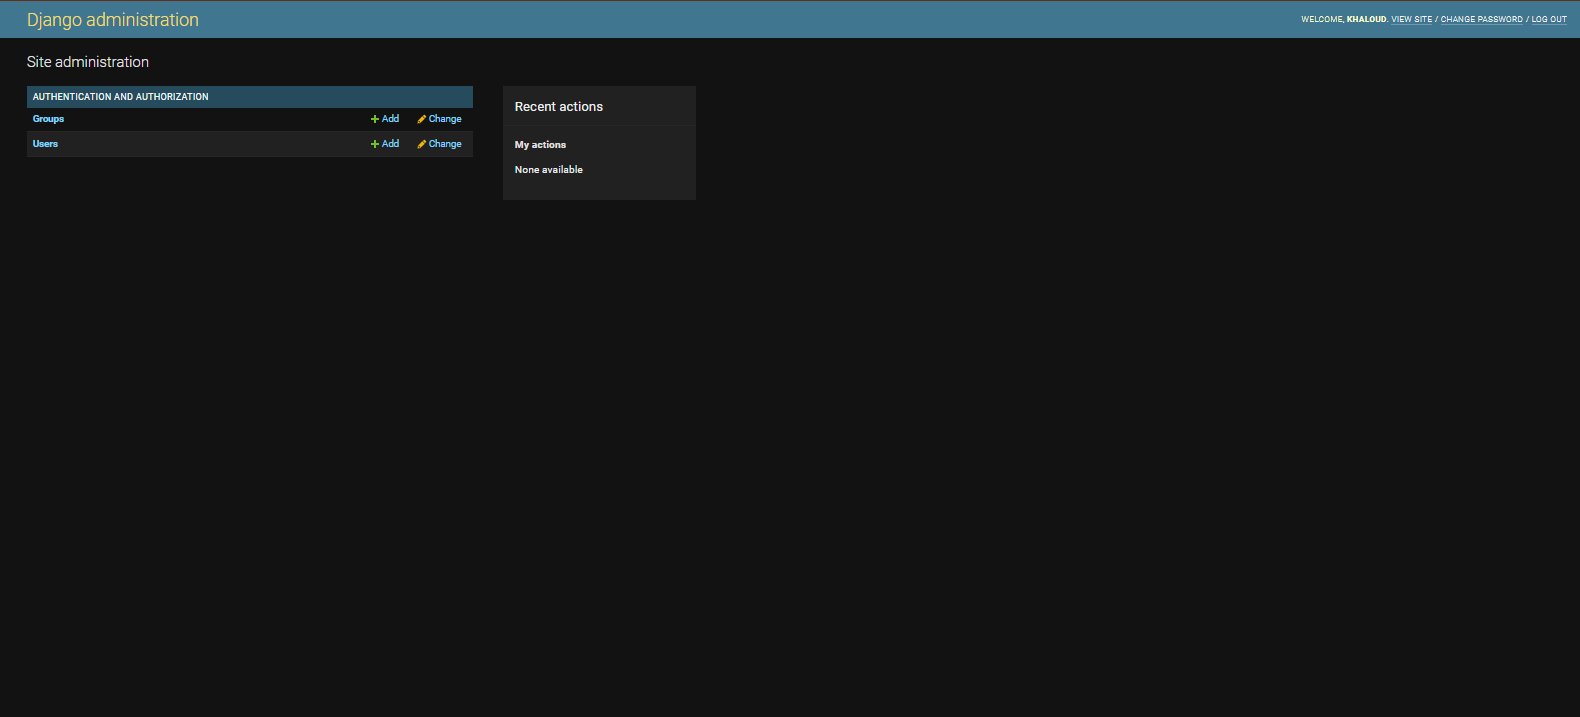 Django administration
WELCOME, KHALOUD. VIEW SITE / CHANGE PASSWORD / LOG OUT
Site administration
AUTHENTICATION AND AUTHORIZATION
Groups Add Change
Users Add Change
Recent actions
My actions
None available